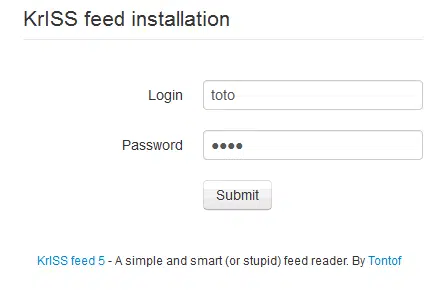 KrISS feed installation
Login toto
Password ●●●●
Submit
KrISS feed 5 - A simple and smart (or stupid) feed reader. By Tontof